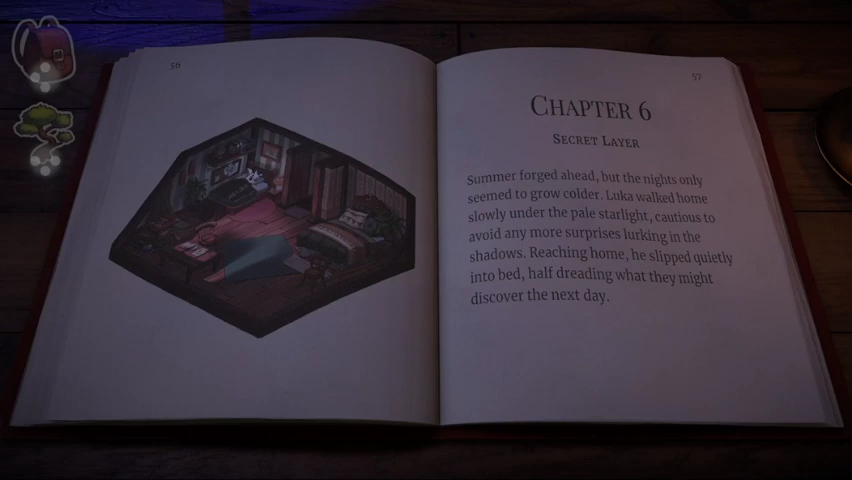 56
57
CHAPTER 6
SECRET LAYER
Summer forged ahead, but the nights only
seemed to grow colder. Luka walked home
slowly under the pale starlight, cautious to
avoid any more surprises lurking in the
shadows. Reaching home, he slipped quietly
into bed, half dreading what they might
discover the next day.